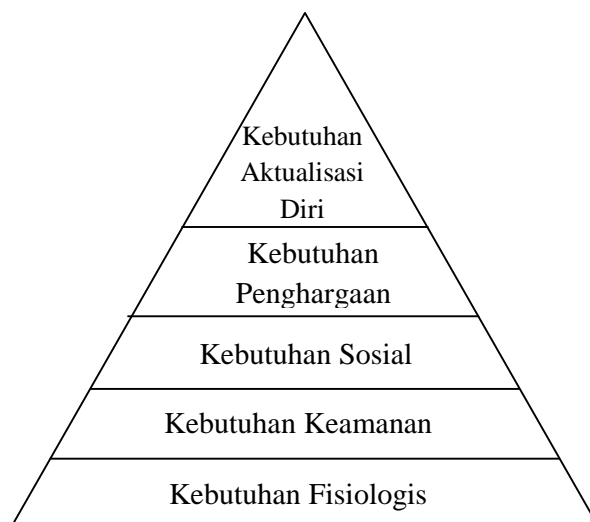 Kebutuhan
Aktualisasi
Diri
Kebutuhan
Penghargaan
Kebutuhan Sosial
Kebutuhan Keamanan
Kebutuhan Fisiologis